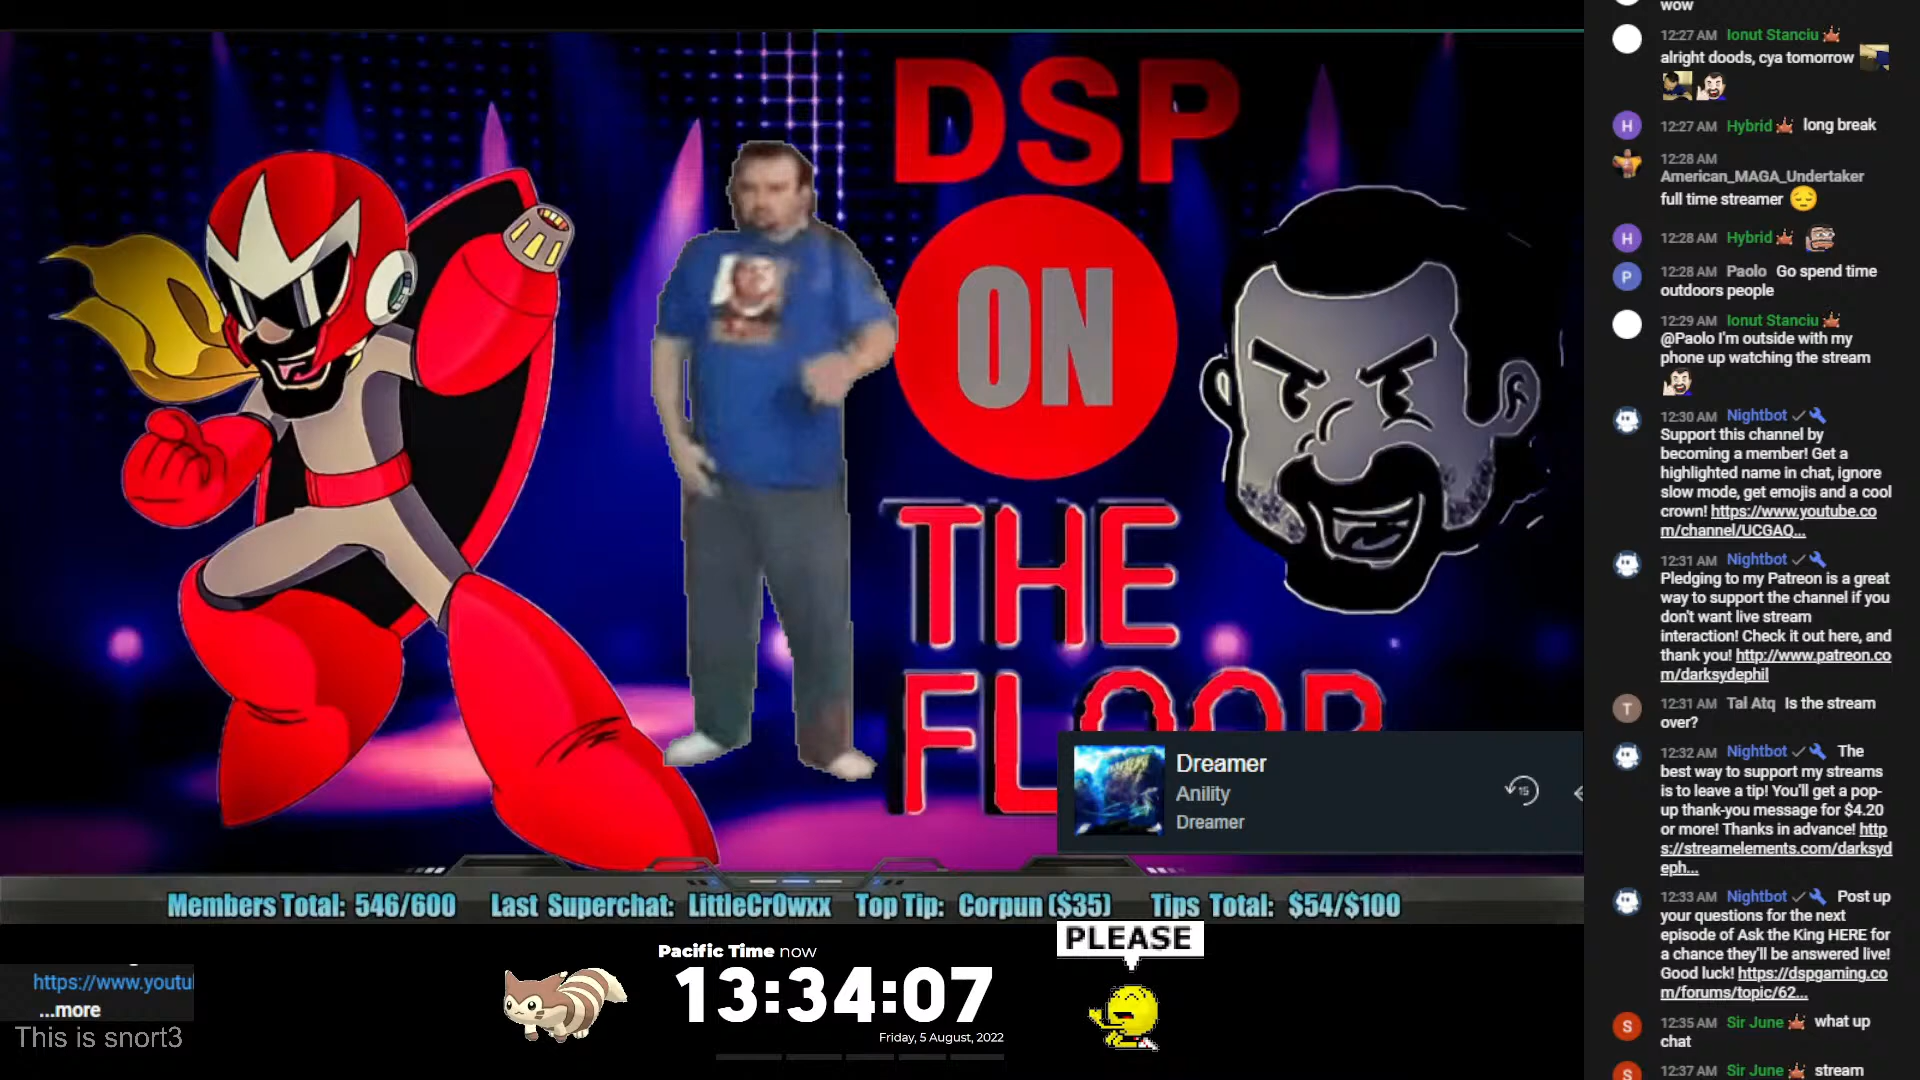 DSP
ON
THE
FLOOR
Dreamer
Anility
Dreamer
15
Members Total: 546/600
Last Superchat: LittleCr0wxx
Top Tip: Corpun ($35)
Tips Total: $54/$100
PLEASE
Pacific Time now
13:34:07
Friday, 5 August, 2022
https://www.youtu
...more
This is snort3
wow
12:27 AM Ionut Stanciu
alright doods, cya tomorrow
H
12:27 AM Hybrid long break
12:28 AM
American_MAGA_Undertaker
full time streamer
H
12:28 AM Hybrid
P
12:28 AM Paolo Go spend time
outdoors people
12:29 AM Ionut Stanciu
@Paolo I'm outside with my
phone up watching the stream
12:30 AM Nightbot
Support this channel by
becoming a member! Get a
highlighted name in chat, ignore
slow mode, get emojis and a cool
crown! https://www.youtube.co
m/channel/UCGAQ...
12:31 AM Nightbot
Pledging to my Patreon is a great
way to support the channel if you
don't want live stream
interaction! Check it out here, and
thank you! http://www.patreon.co
m/darksydephil
T
12:31 AM Tal Atq Is the stream
over?
12:32 AM Nightbot The
best way to support my streams
is to leave a tip! You'll get a pop-
up thank-you message for $4.20
or more! Thanks in advance! http
s://streamelements.com/darksyd
eph...
12:33 AM Nightbot Post up
your questions for the next
episode of Ask the King HERE for
a chance they'll be answered live!
Good luck! https://dspgaming.co
m/forums/topic/62...
S
12:35 AM Sir June what up
chat
S
12:37 AM Sir June stream